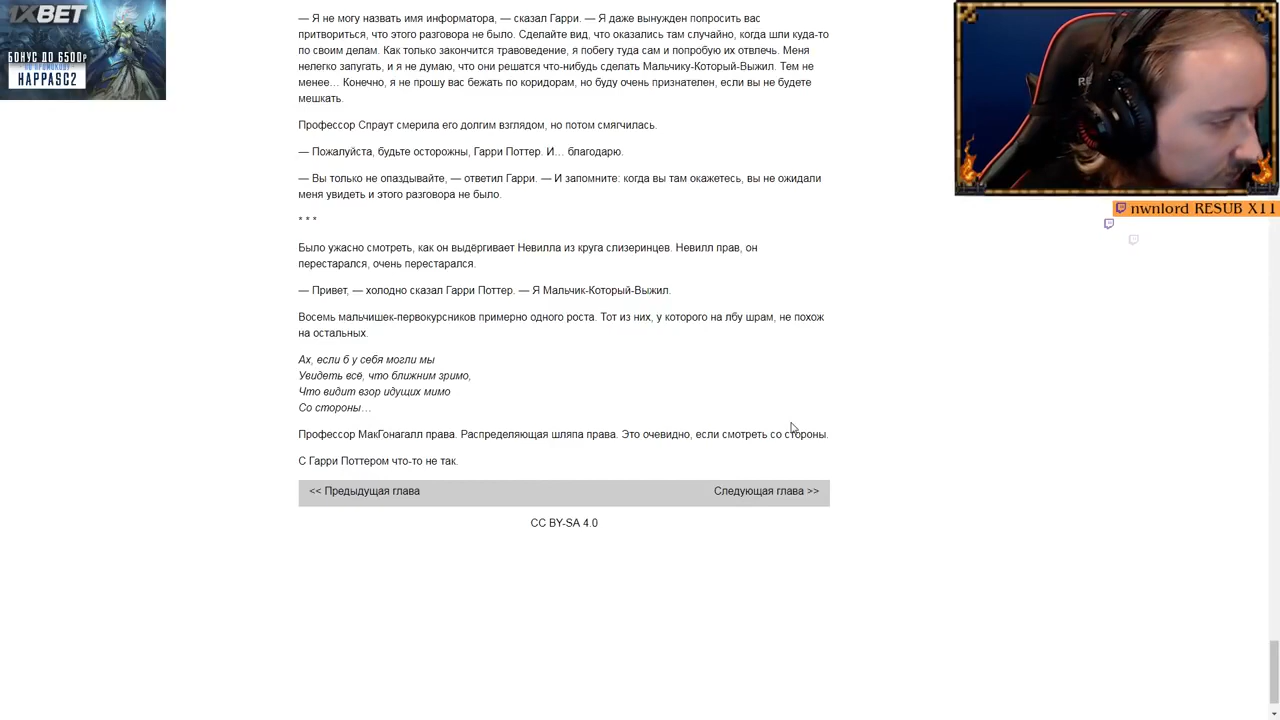 1XBET
БОНУС ДО 6500Р
ПО ПРОМОКОДУ
HAPPASC2
— Я не могу назвать имя информатора, — сказал Гарри. — Я даже вынужден попросить вас
притвориться, что этого разговора не было. Сделайте вид, что оказались там случайно, когда шли куда-то
по своим делам. Как только закончится травоведение, я побегу туда сам и попробую их отвлечь. Меня
нелегко запугать, и я не думаю, что они решатся что-нибудь сделать Мальчику-Который-Выжил. Тем не
менее… Конечно, я не прошу вас бежать по коридорам, но буду очень признателен, если вы не будете
мешкать.
Профессор Спраут смерила его долгим взглядом, но потом смягчилась.
— Пожалуйста, будьте осторожны, Гарри Поттер. И… благодарю.
— Вы только не опаздывайте, — ответил Гарри. — И запомните: когда вы там окажетесь, вы не ожидали
меня увидеть и этого разговора не было.
* * *
Было ужасно смотреть, как он выдёргивает Невилла из круга слизеринцев. Невилл прав, он
перестарался, очень перестарался.
— Привет, — холодно сказал Гарри Поттер. — Я Мальчик-Который-Выжил.
Восемь мальчишек-первокурсников примерно одного роста. Тот из них, у которого на лбу шрам, не похож
на остальных.
Ах, если б у себя могли мы
Увидеть всё, что ближним зримо,
Что видит взор идущих мимо
Со стороны…
Профессор МакГонагалл права. Распределяющая шляпа права. Это очевидно, если смотреть со стороны.
С Гарри Поттером что-то не так.
<< Предыдущая глава
Следующая глава >>
CC BY-SA 4.0
nwnlord RESUB X11